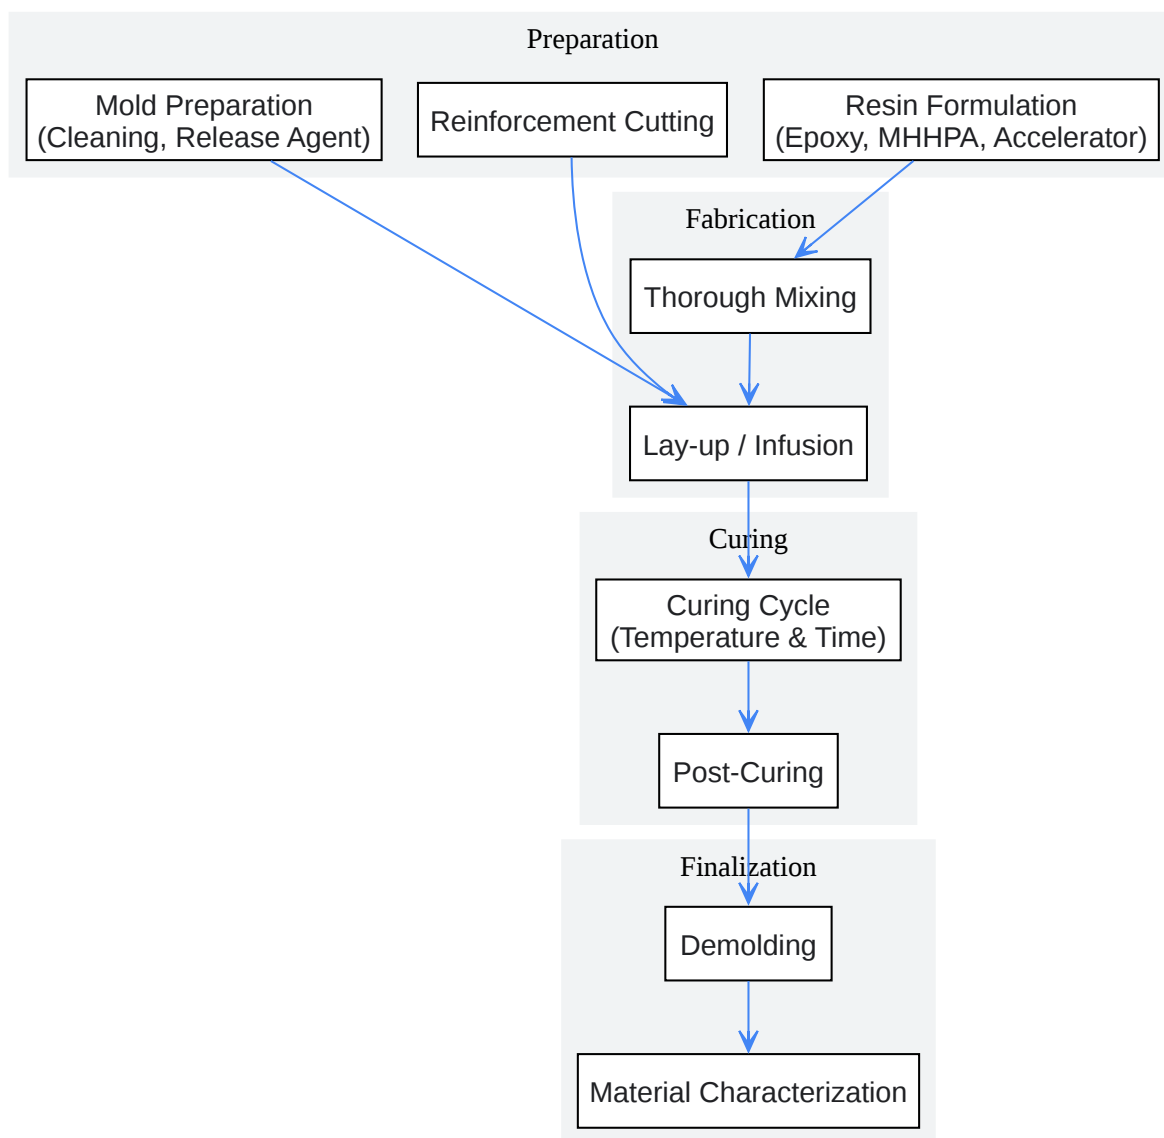 Preparation
Mold Preparation
(Cleaning, Release Agent)
Reinforcement Cutting
Resin Formulation
(Epoxy, MHHPA, Accelerator)
Fabrication
Thorough Mixing
Lay-up / Infusion
Curing
Curing Cycle
(Temperature & Time)
Post-Curing
Finalization
Demolding
Material Characterization